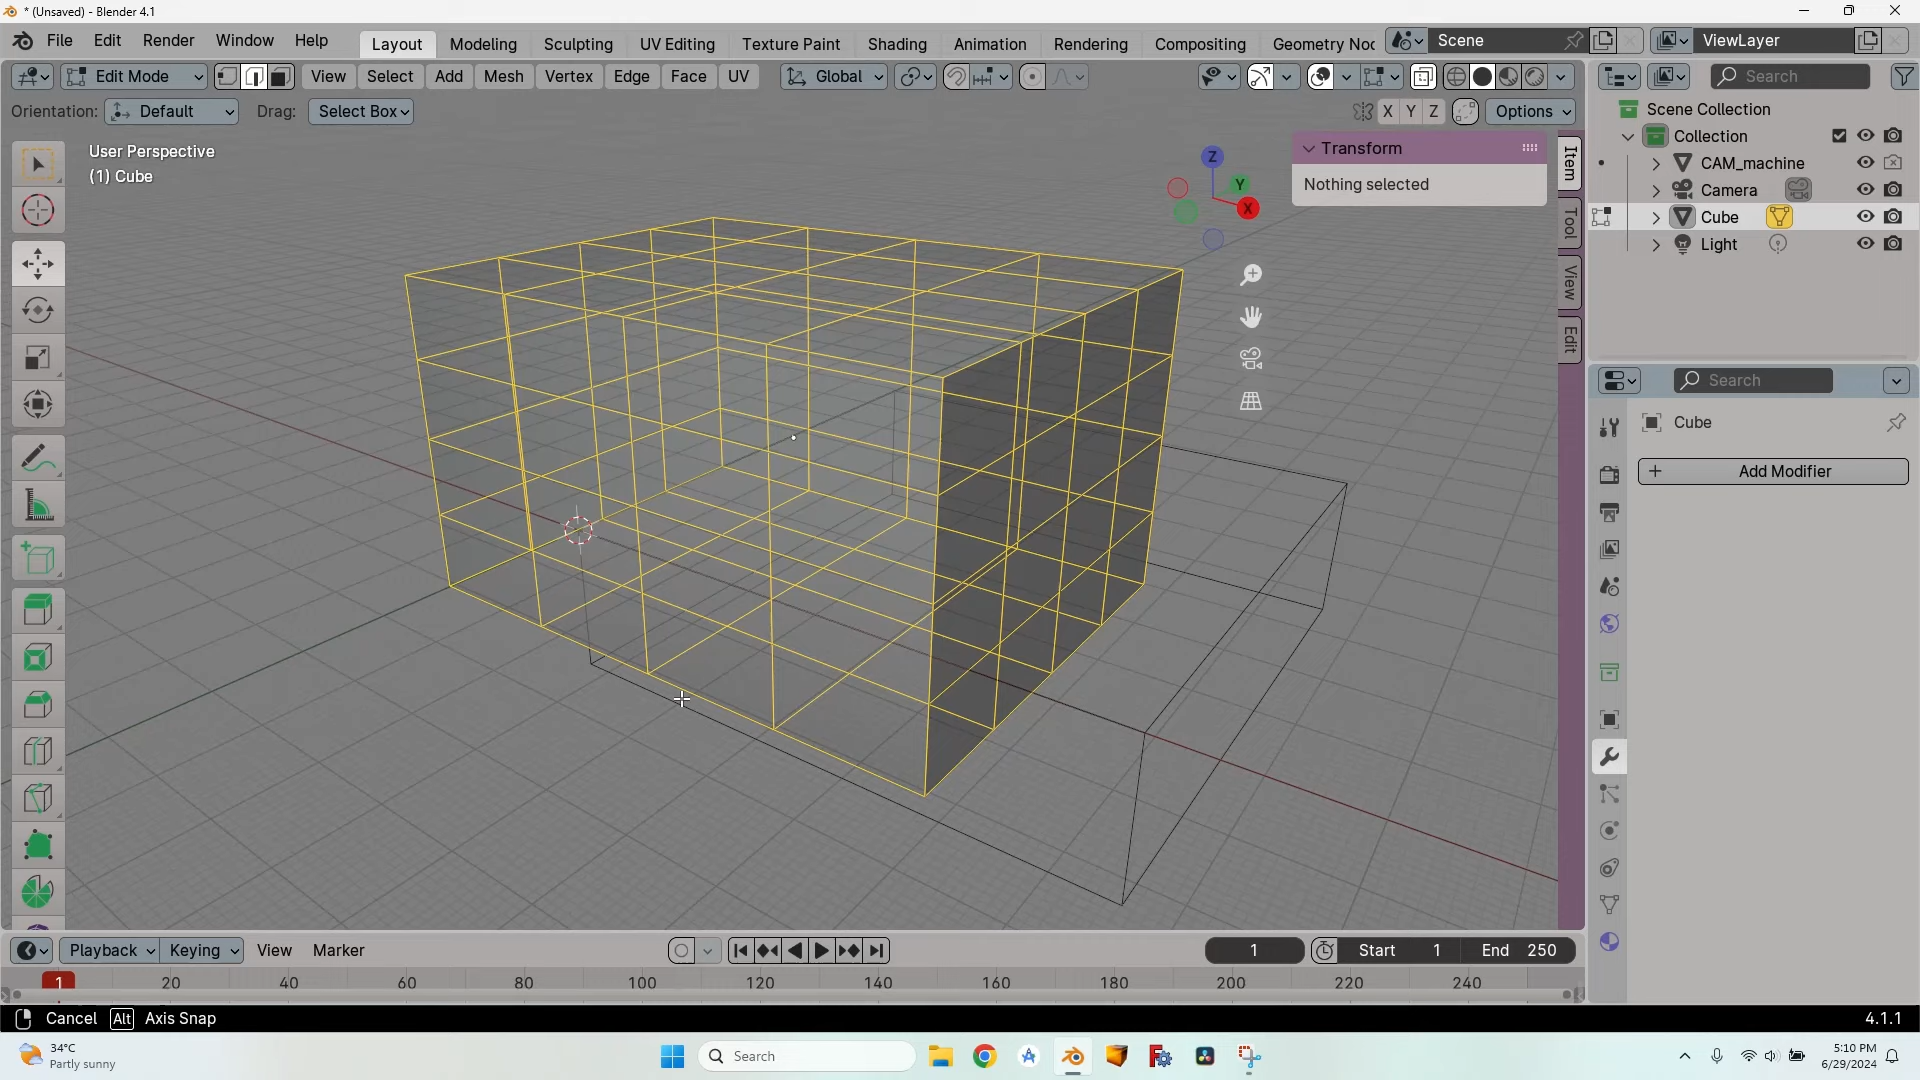 * (Unsaved) - Blender 4.1
File Edit Render Window Help Layout Modeling Sculpting UV Editing Texture Paint Shading Animation Rendering Compositing Geometry Noc Scene ViewLayer
Edit Mode View Select Add Mesh Vertex Edge Face UV Global Search
Orientation: Default Drag: Select Box X Y Z Options
Scene Collection
Collection
CAM_machine
Camera
Cube
Light
User Perspective
(1) Cube
Transform
Nothing selected
Z
Y
X
Item
Tool
View
Edit
Search
Cube
Add Modifier
Playback Keying View Marker 1 Start 1 End 250
1 20 40 60 80 100 120 140 160 180 200 220 240
Cancel Alt Axis Snap 4.1.1
34°C
Partly sunny
Search
5:10 PM
6/29/2024